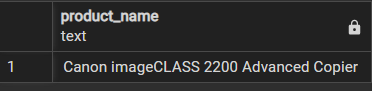 product_name
text
1 Canon imageCLASS 2200 Advanced Copier